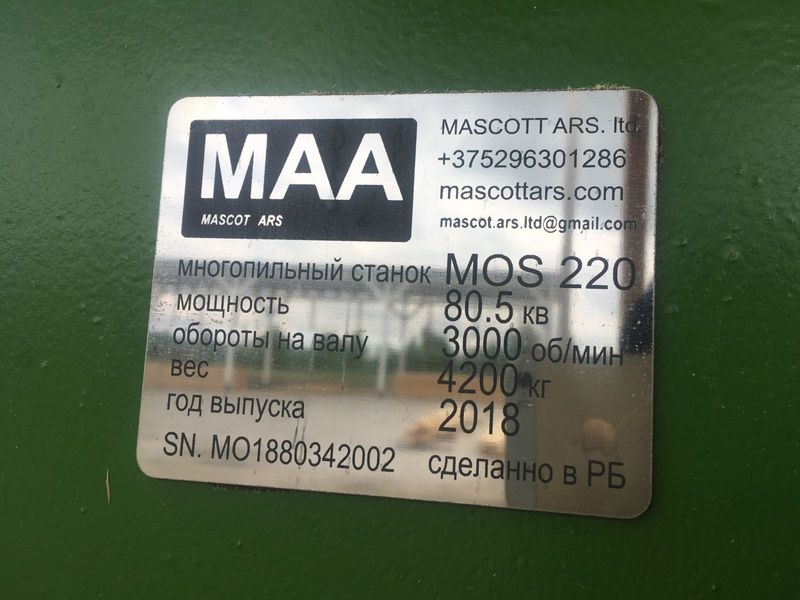 MAA
MASCOT ARS
MASCOTT ARS. ltd
+375296301286
mascottars.com
mascot.ars.ltd@gmail.com
многопильный станок MOS 220
мощность 80.5 кв
обороты на валу 3000 об/мин
вес 4200 кг
год выпуска 2018
SN. MO1880342002 сделанно в РБ